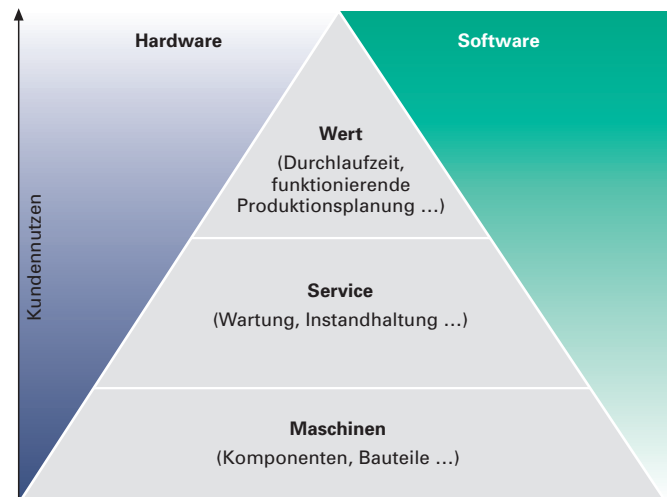 Hardware
Software
Kundennutzen
Wert
(Durchlaufzeit,
funktionierende
Produktionsplanung …)
Service
(Wartung, Instandhaltung …)
Maschinen
(Komponenten, Bauteile …)